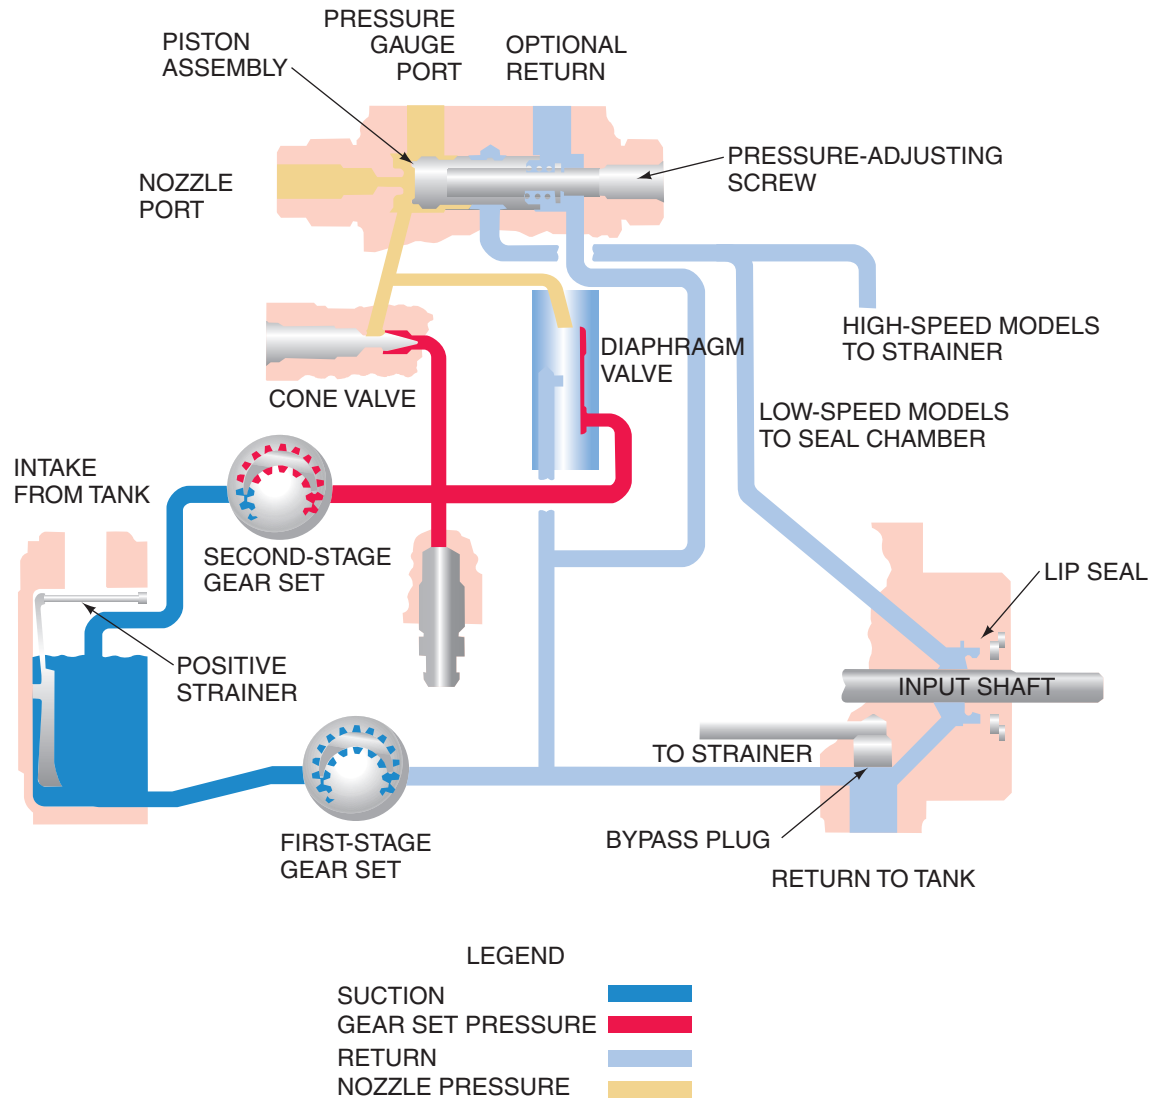 PRESSURE
GAUGE
PORT
PISTON
ASSEMBLY
OPTIONAL
RETURN
PRESSURE-ADJUSTING
SCREW
NOZZLE
PORT
HIGH-SPEED MODELS
TO STRAINER
DIAPHRAGM
VALVE
CONE VALVE
LOW-SPEED MODELS
TO SEAL CHAMBER
INTAKE
FROM TANK
SECOND-STAGE
GEAR SET
LIP SEAL
POSITIVE
STRAINER
INPUT SHAFT
TO STRAINER
BYPASS PLUG
FIRST-STAGE
GEAR SET
RETURN TO TANK
LEGEND
SUCTION
GEAR SET PRESSURE
RETURN
NOZZLE PRESSURE